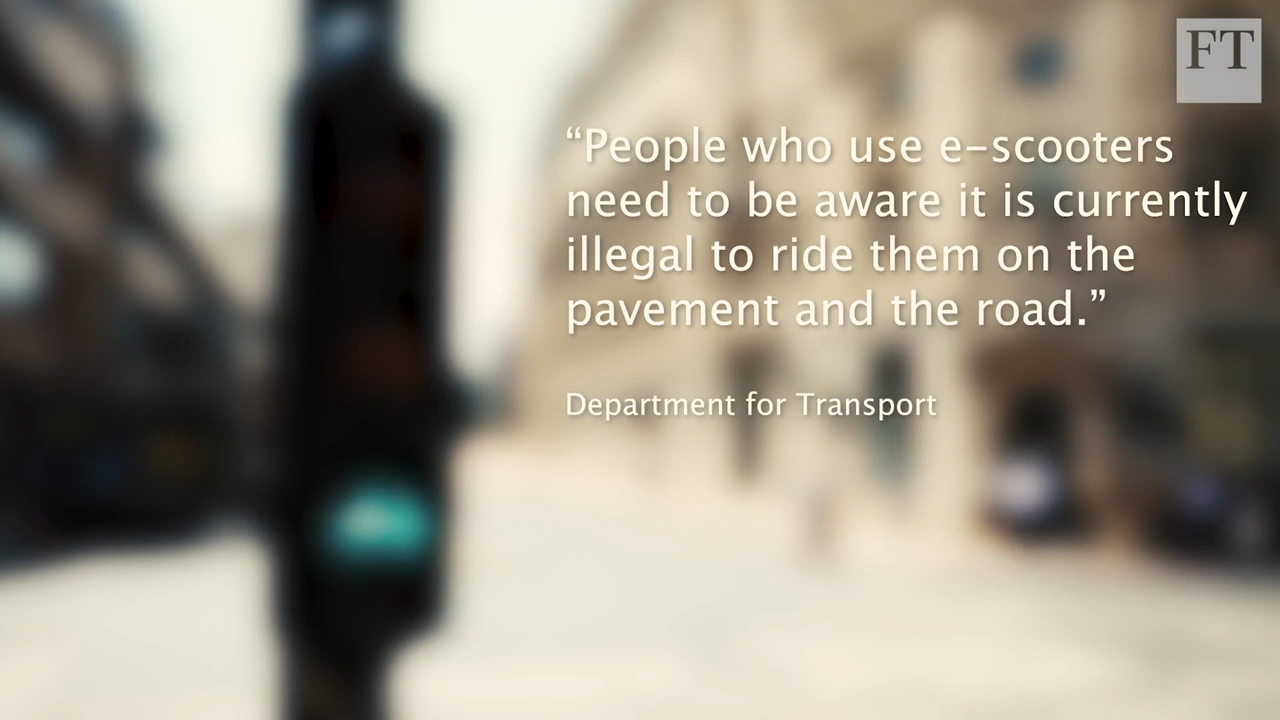 FT
“People who use e-scooters
need to be aware it is currently
illegal to ride them on the
pavement and the road.”
Department for Transport